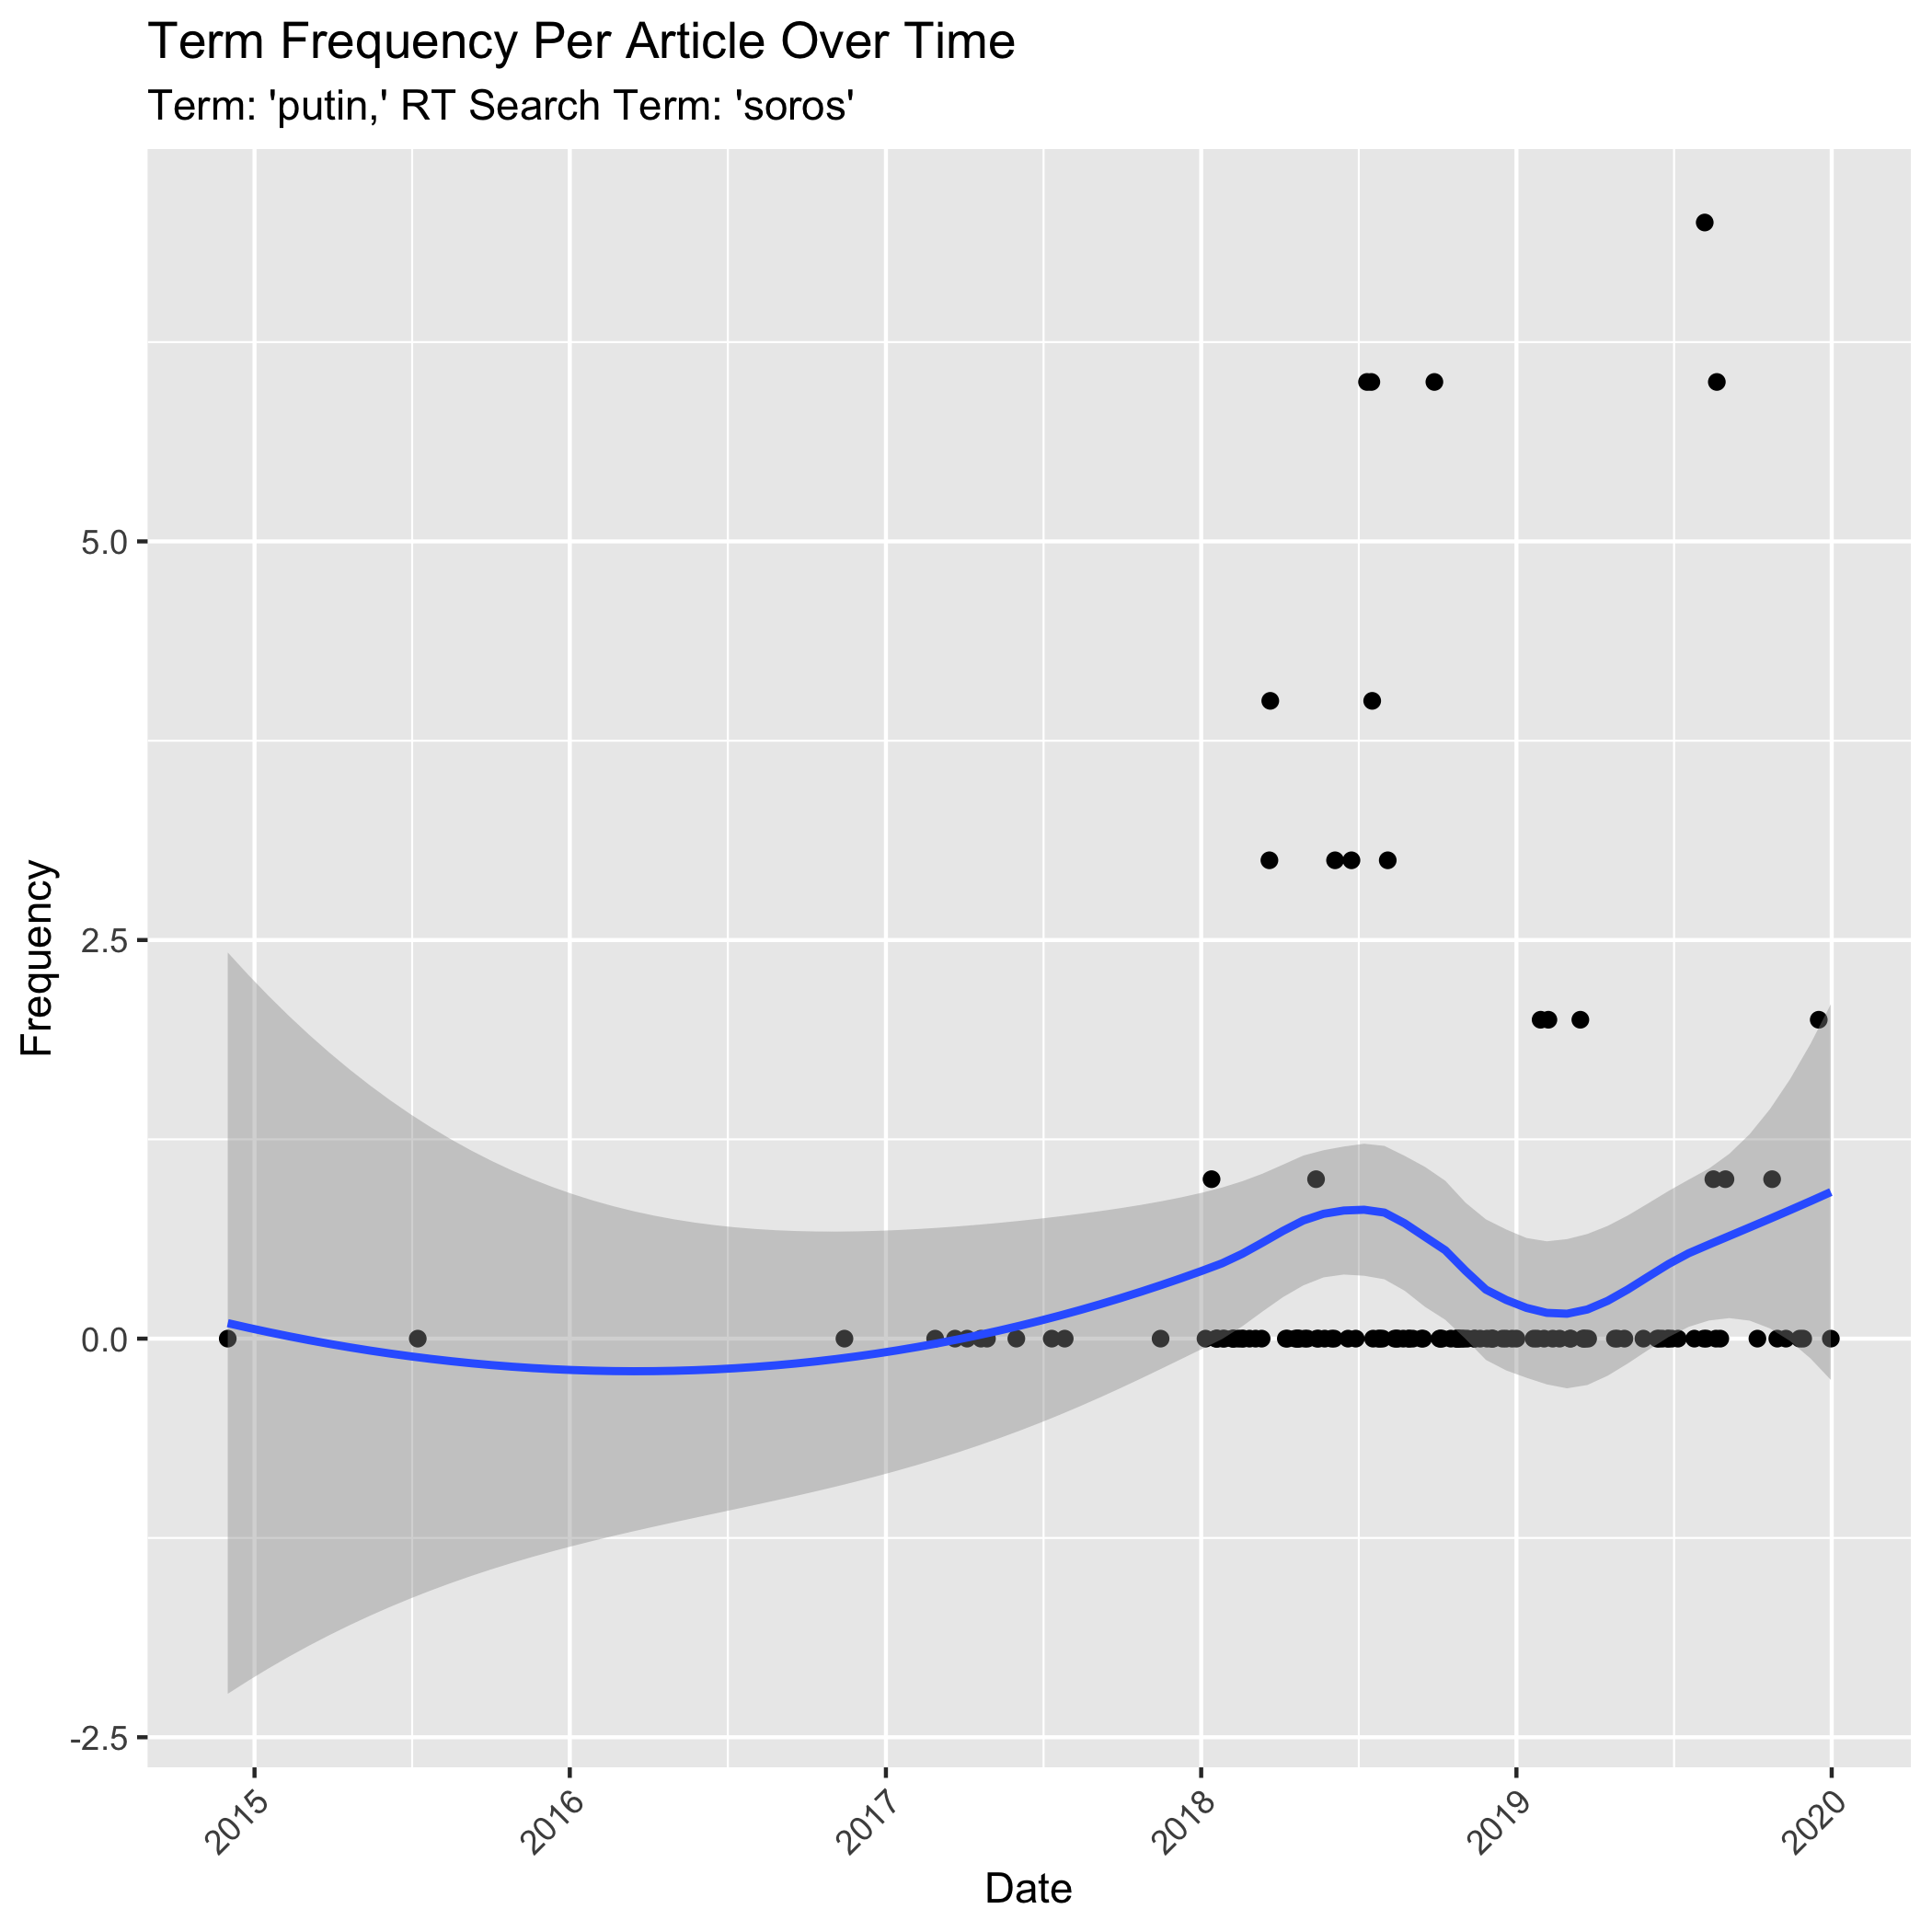 Term Frequency Per Article Over Time
Term: 'putin,' RT Search Term: 'soros'
Frequency
5.0
2.5
0.0
-2.5
2015
2016
2017
2018
2019
2020
Date